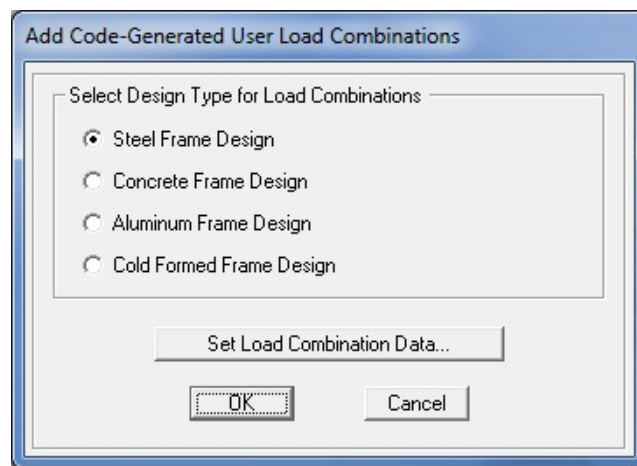 Add Code-Generated User Load Combinations
Select Design Type for Load Combinations
Steel Frame Design
Concrete Frame Design
Aluminum Frame Design
Cold Formed Frame Design
Set Load Combination Data...
OK
Cancel